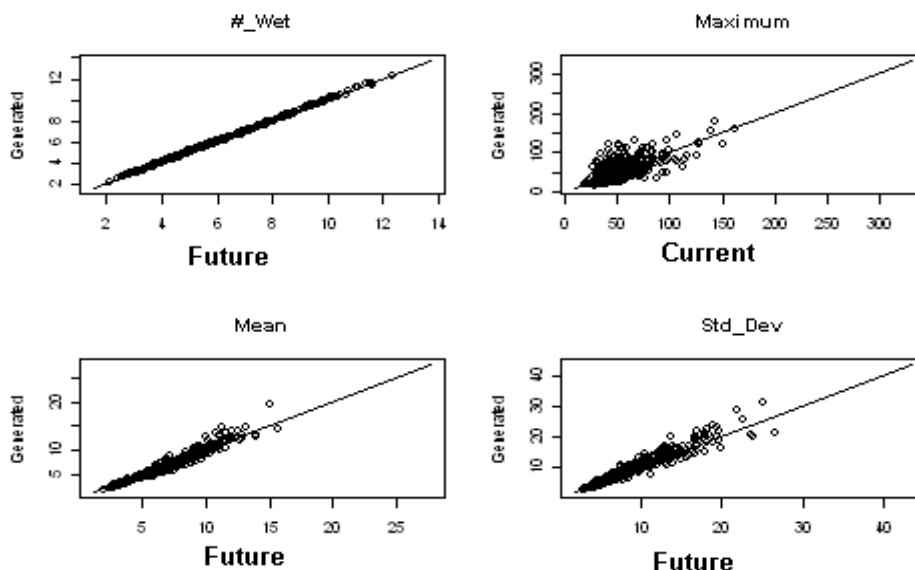 #_Wet
Generated
2 4 6 8 12
2 4 6 8 10 12 14
Future
Maximum
Generated
0 100 200 300
0 50 100 150 200 250 300
Current
Mean
Generated
5 10 20
5 10 15 20 25
Future
Std_Dev
Generated
10 20 30 40
10 20 30 40
Future